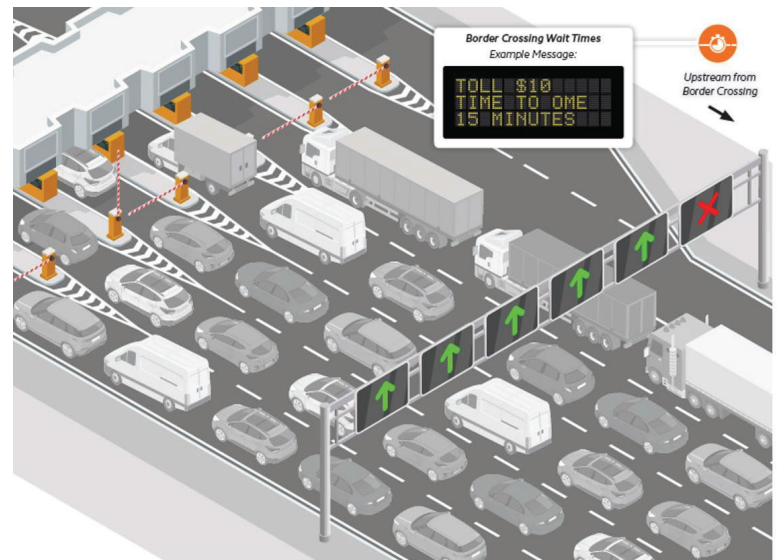 Border Crossing Wait Times
Example Message:
TOLL $10
TIME TO OME
15 MINUTES
Upstream from
Border Crossing